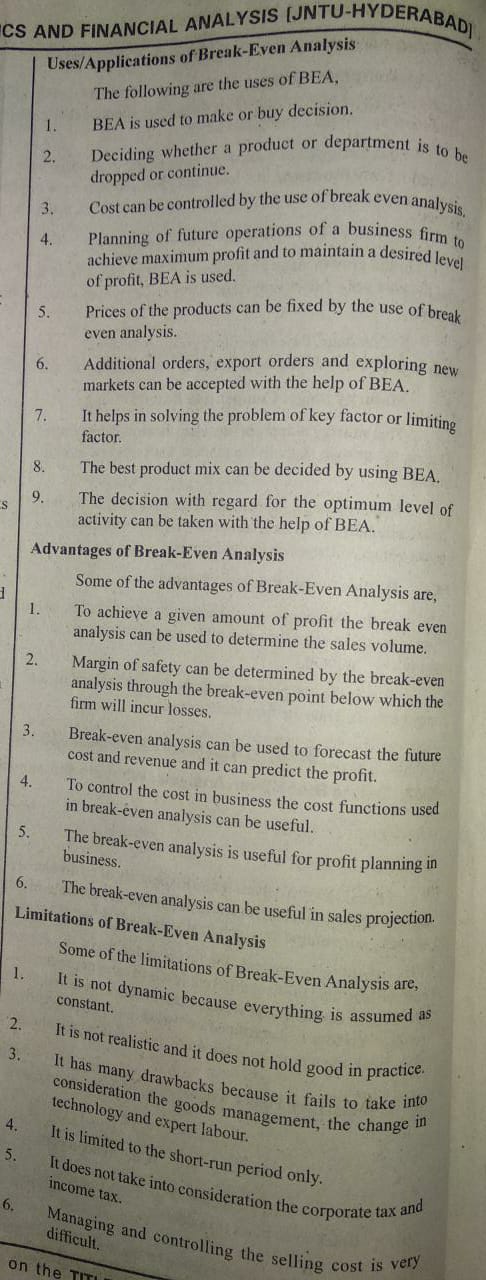 ICS AND FINANCIAL ANALYSIS [JNTU-HYDERABAD]
Uses/Applications of Break-Even Analysis
The following are the uses of BEA,
1. BEA is used to make or buy decision.
2. Deciding whether a product or department is to be
dropped or continue.
3. Cost can be controlled by the use of break even analysis.
4. Planning of future operations of a business firm to
achieve maximum profit and to maintain a desired level
of profit, BEA is used.
5. Prices of the products can be fixed by the use of break
even analysis.
6. Additional orders, export orders and exploring new
markets can be accepted with the help of BEA.
7. It helps in solving the problem of key factor or limiting
factor.
8. The best product mix can be decided by using BEA.
9. The decision with regard for the optimum level of
activity can be taken with the help of BEA.
Advantages of Break-Even Analysis
Some of the advantages of Break-Even Analysis are,
1. To achieve a given amount of profit the break even
analysis can be used to determine the sales volume.
2. Margin of safety can be determined by the break-even
analysis through the break-even point below which the
firm will incur losses.
3. Break-even analysis can be used to forecast the future
cost and revenue and it can predict the profit.
4. To control the cost in business the cost functions used
in break-even analysis can be useful.
5. The break-even analysis is useful for profit planning in
business.
6. The break-even analysis can be useful in sales projection.
Limitations of Break-Even Analysis
Some of the limitations of Break-Even Analysis are,
1. It is not dynamic because everything is assumed as
constant.
2. It is not realistic and it does not hold good in practice.
3. It has many drawbacks because it fails to take into
consideration the goods management, the change in
technology and expert labour.
4. It is limited to the short-run period only.
5. It does not take into consideration the corporate tax and
income tax.
6. Managing and controlling the selling cost is very
difficult.
on the